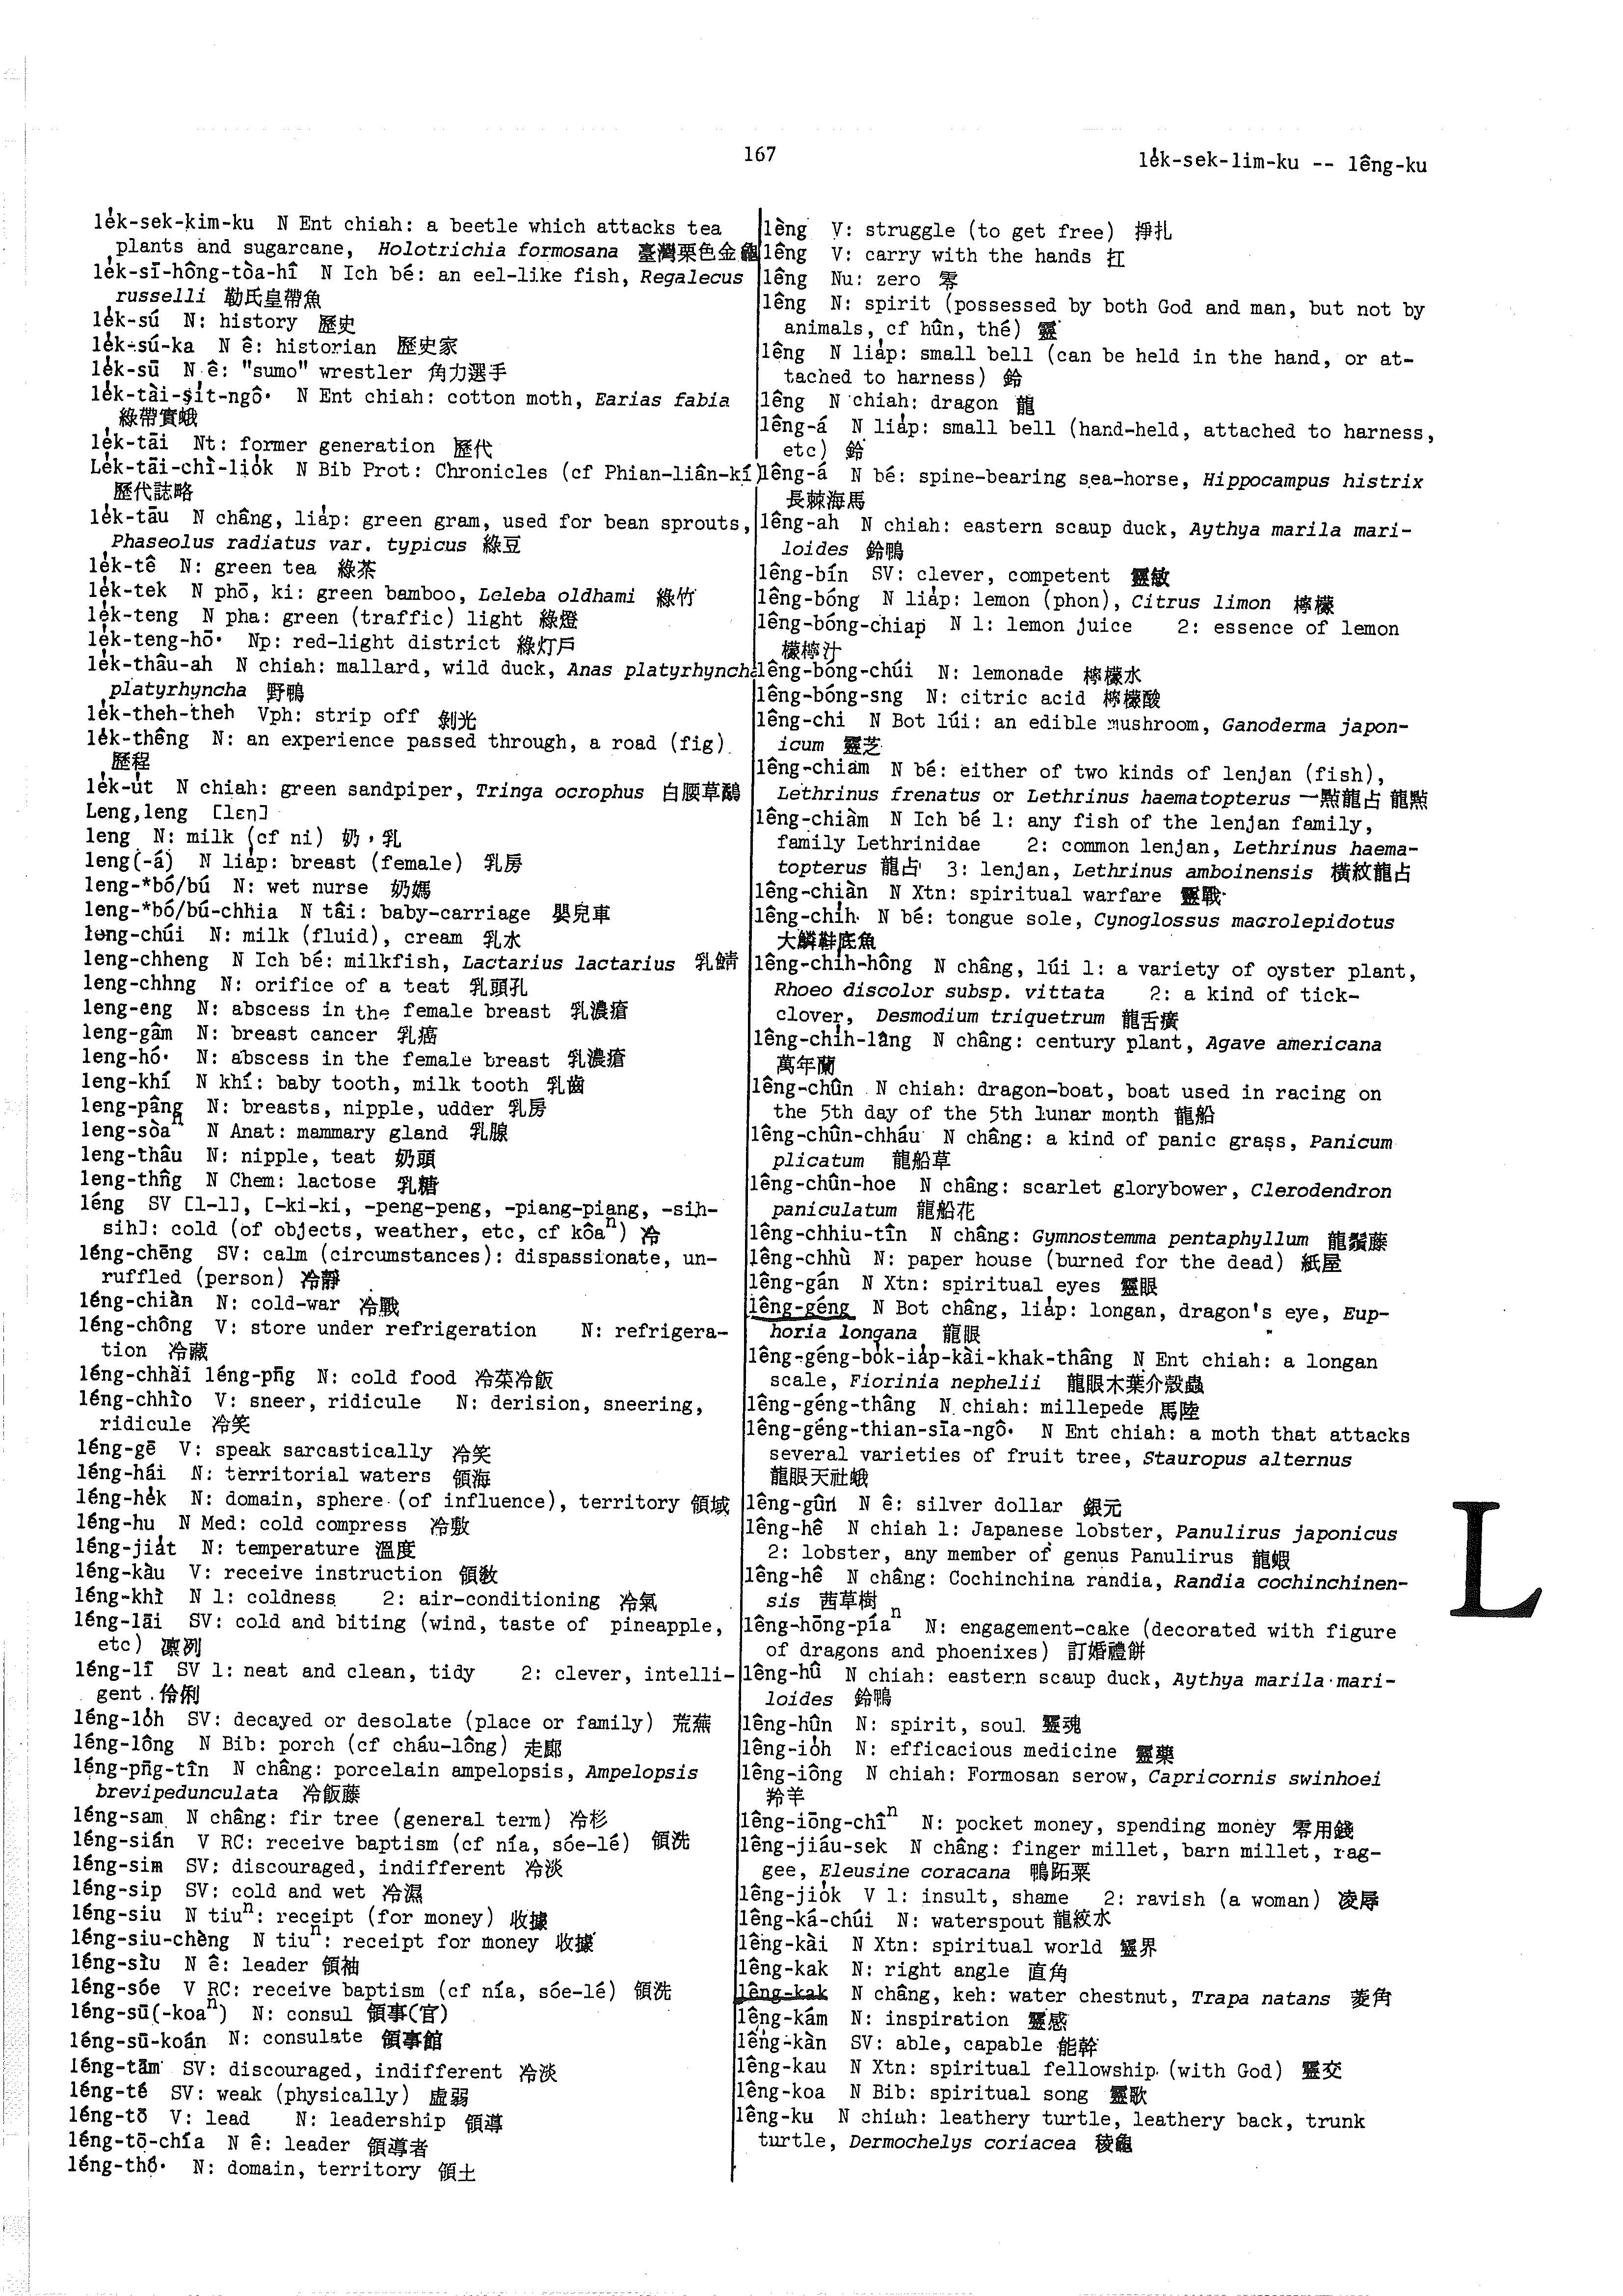 167
le̍k-sek-lim-ku -- lêng-ku
le̍k-sek-kim-ku N Ent chiah: a beetle which attacks tea
plants and sugarcane, Holotrichia formosana 臺灣栗色金龜
le̍k-sī-hông-tòa-hî N Ich bé: an eel-like fish, Regalecus
russelli 勒氏皇帶魚
le̍k-sú N: history 歷史
le̍k-sú-ka N ê: historian 歷史家
le̍k-sū N ê: "sumo" wrestler 角力選手
le̍k-tài-si̍t-ngô· N Ent chiah: cotton moth, Earias fabia
綠帶實蛾
le̍k-tāi Nt: former generation 歷代
Le̍k-tāi-chì-lio̍k N Bib Prot: Chronicles (cf Phian-liân-kí)
歷代誌略
le̍k-tāu N châng, lia̍p: green gram, used for bean sprouts,
Phaseolus radiatus var. typicus 綠豆
le̍k-tê N: green tea 綠茶
le̍k-tek N phō, ki: green bamboo, Leleba oldhami 綠竹
le̍k-teng N pha: green (traffic) light 綠燈
le̍k-teng-hō· Np: red-light district 綠灯戶
le̍k-thâu-ah N chiah: mallard, wild duck, Anas platyrhyncha
platyrhyncha 野鴨
le̍k-theh-theh Vph: strip off 剝光
le̍k-thêng N: an experience passed through, a road (fig)
歷程
le̍k-u̍t N chiah: green sandpiper, Tringa ocrophus 白腰草鷸
Leng,leng [lɛŋ]
leng N: milk (cf ni) 奶，乳
leng(-á) N lia̍p: breast (female) 乳房
leng-*bó/bú N: wet nurse 奶媽
leng-*bó/bú-chhia N tâi: baby-carriage 嬰兒車
leng-chúi N: milk (fluid), cream 乳水
leng-chheng N Ich bé: milkfish, Lactarius lactarius 乳鯖
leng-chhng N: orifice of a teat 乳頭孔
leng-eng N: abscess in the female breast 乳濃瘡
leng-gâm N: breast cancer 乳癌
leng-hó· N: abscess in the female breast 乳濃瘡
leng-khí N khí: baby tooth, milk tooth 乳齒
leng-pâng N: breasts, nipple, udder 乳房
leng-sòaⁿ N Anat: mammary gland 乳腺
leng-thâu N: nipple, teat 奶頭
leng-thn̂g N Chem: lactose 乳糖
léng SV [l-l], [-ki-ki, -peng-peng, -piang-piang, -sih-
sih]: cold (of objects, weather, etc, cf kôaⁿ) 冷
léng-chēng SV: calm (circumstances): dispassionate, un-
ruffled (person) 冷靜
léng-chiàn N: cold-war 冷戰
léng-chông V: store under refrigeration N: refrigera-
tion 冷藏
léng-chhài léng-pn̄g N: cold food 冷菜冷飯
léng-chhìo V: sneer, ridicule N: derision, sneering,
ridicule 冷笑
léng-gē V: speak sarcastically 冷笑
léng-hái N: territorial waters 領海
léng-he̍k N: domain, sphere (of influence), territory 領域
léng-hu N Med: cold compress 冷敷
léng-jia̍t N: temperature 溫度
léng-kàu V: receive instruction 領教
léng-khì N 1: coldness 2: air-conditioning 冷氣
léng-lāi SV: cold and biting (wind, taste of pineapple,
etc) 凛列
léng-lī SV 1: neat and clean, tidy 2: clever, intelli-
gent 伶俐
léng-lo̍h SV: decayed or desolate (place or family) 荒蕪
léng-lông N Bib: porch (cf cháu-lông) 走廊
léng-pn̄g-tîn N châng: porcelain ampelopsis, Ampelopsis
brevipedunculata 冷飯藤
léng-sam N châng: fir tree (general term) 冷杉
léng-sián V RC: receive baptism (cf nía, sóe-lé) 領洗
léng-sim SV: discouraged, indifferent 冷淡
léng-sip SV: cold and wet 冷濕
léng-siu N tiuⁿ: receipt (for money) 收據
léng-siu-chèng N tiuⁿ: receipt for money 收據
léng-sìu N ê: leader 領袖
léng-sóe V RC: receive baptism (cf nía, sóe-lé) 領洗
léng-sū(-koaⁿ) N: consul 領事(官)
léng-sū-koán N: consulate 領事館
léng-tām SV: discouraged, indifferent 冷淡
léng-té SV: weak (physically) 虛弱
léng-tō V: lead N: leadership 領導
léng-tō-chía N ê: leader 領導者
léng-thó· N: domain, territory 領土
lèng V: struggle (to get free) 掙扎
lêng V: carry with the hands 扛
lêng Nu: zero 零
lêng N: spirit (possessed by both God and man, but not by
animals, cf hûn, thé) 靈
lêng N lia̍p: small bell (can be held in the hand, or at-
tached to harness) 鈴
lêng N chiah: dragon 龍
lêng-á N lia̍p: small bell (hand-held, attached to harness,
etc) 鈴
lêng-á N bé: spine-bearing sea-horse, Hippocampus histrix
長棘海馬
lêng-ah N chiah: eastern scaup duck, Aythya marila mari-
loides 鈴鴨
lêng-bín SV: clever, competent 靈敏
lêng-bóng N lia̍p: lemon (phon), Citrus limon 檸檬
lêng-bóng-chiap N 1: lemon juice 2: essence of lemon
檬檸汁
lêng-bóng-chúi N: lemonade 檸檬水
lêng-bóng-sng N: citric acid 檸檬酸
lêng-chi N Bot lúi: an edible mushroom, Ganoderma japon-
icum 靈芝
lêng-chiam N bé: either of two kinds of lenjan (fish),
Lethrinus frenatus or Lethrinus haematopterus 一點龍占 龍點
lêng-chiàm N Ich bé 1: any fish of the lenjan family,
family Lethrinidae 2: common lenjan, Lethrinus haema-
topterus 龍占 3: lenjan, Lethrinus amboinensis 橫紋龍占
lêng-chiàn N Xtn: spiritual warfare 靈戰
lêng-chi̍h N bé: tongue sole, Cynoglossus macrolepidotus
大鱗鞋底魚
lêng-chi̍h-hông N châng, lúi 1: a variety of oyster plant,
Rhoeo discolor subsp. vittata 2: a kind of tick-
clover, Desmodium triquetrum 龍舌癀
lêng-chi̍h-lân̂g N châng: century plant, Agave americana
萬年蘭
lêng-chûn N chiah: dragon-boat, boat used in racing on
the 5th day of the 5th lunar month 龍船
lêng-chûn-chháu N châng: a kind of panic grass, Panicum
plicatum 龍船草
lêng-chûn-hoe N châng: scarlet glorybower, Clerodendron
paniculatum 龍船花
lêng-chhiu-tîn N châng: Gymnostemma pentaphyllum 龍鬚藤
lêng-chhù N: paper house (burned for the dead) 紙屋
lêng-gán N Xtn: spiritual eyes 靈眼
lêng-géng N Bot châng, lia̍p: longan, dragon's eye, Eup-
horia longana 龍眼
lêng-géng-bo̍k-ia̍p-kài-khak-thâng N Ent chiah: a longan
scale, Fiorinia nephelii 龍眼木葉介殼蟲
lêng-géng-thâng N chiah: millepede 馬陸
lêng-géng-thian-sīa-ngô· N Ent chiah: a moth that attacks
several varieties of fruit tree, Stauropus alternus
龍眼天社蛾
lêng-gûn N ê: silver dollar 銀元
lêng-hê N chiah 1: Japanese lobster, Panulirus japonicus
2: lobster, any member of genus Panulirus 龍蝦
lêng-hê N châng: Cochinchina randia, Randia cochinchinen-
sis 茜草樹
lêng-hōng-píaⁿ N: engagement-cake (decorated with figure
of dragons and phoenixes) 訂婚禮餅
lêng-hû N chiah: eastern scaup duck, Aythya marila mari-
loides 鈴鴨
lêng-hûn N: spirit, soul 靈魂
lêng-io̍h N: efficacious medicine 靈藥
lêng-iông N chiah: Formosan serow, Capricornis swinhoei
羚羊
lêng-iōng-chîⁿ N: pocket money, spending money 零用錢
lêng-jiáu-sek N châng: finger millet, barn millet, rag-
gee, Eleusine coracana 鴨跖粟
lêng-jio̍k V 1: insult, shame 2: ravish (a woman) 凌辱
lêng-ká-chúi N: waterspout 龍絞水
lêng-kài N Xtn: spiritual world 靈界
lêng-kak N: right angle 直角
lêng-kak N châng, keh: water chestnut, Trapa natans 菱角
lêng-kám N: inspiration 靈感
lêng-kàn SV: able, capable 能幹
lêng-kau N Xtn: spiritual fellowship (with God) 靈交
lêng-koa N Bib: spiritual song 靈歌
lêng-ku N chiah: leathery turtle, leathery back, trunk
turtle, Dermochelys coriacea 稜龜
L